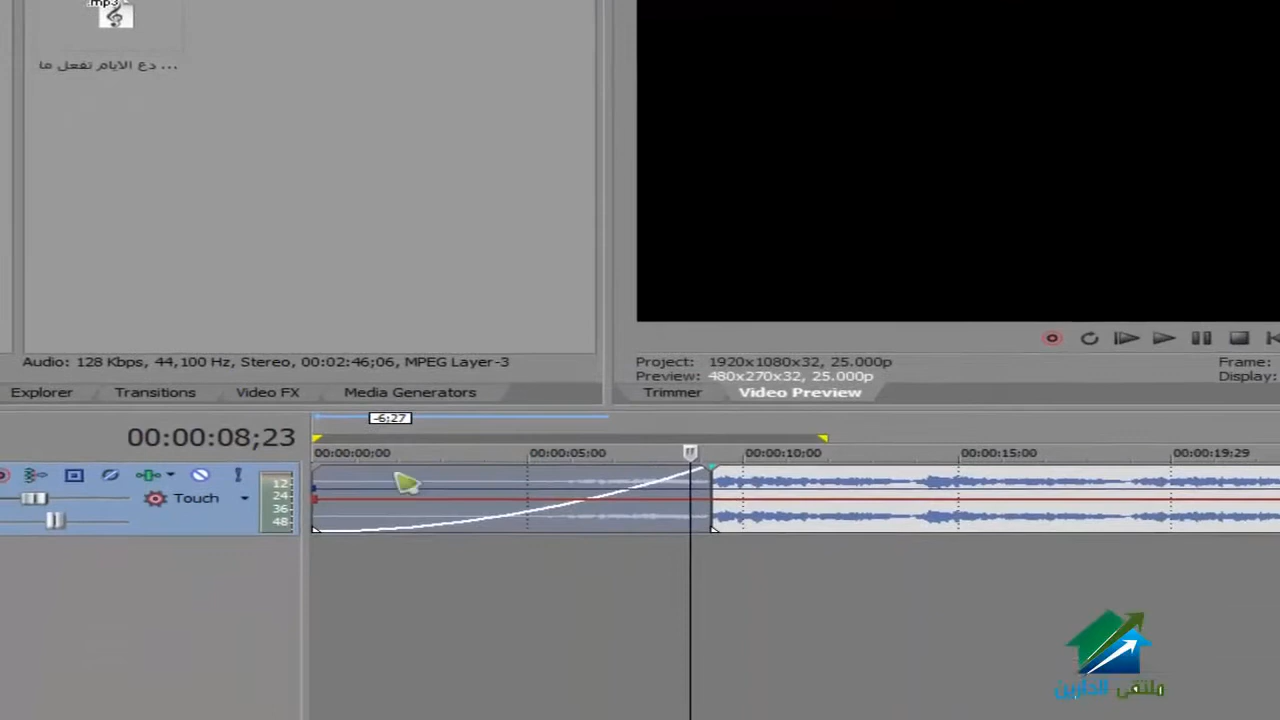 .mp3
دع الايام تفعل ما ...
Audio: 128 Kbps, 44,100 Hz, Stereo, 00:02:46;06, MPEG Layer-3
Explorer Transitions Video FX Media Generators
Project: 1920x1080x32, 25.000p
Preview: 480x270x32, 25.000p
Frame:
Display:
Trimmer Video Preview
-6;27
00:00:08;23
00:00:00;00 00:00:05;00 00:00:10;00 00:00:15;00 00:00:19;29
Touch
12
24
36
48
ملتقى الدارين